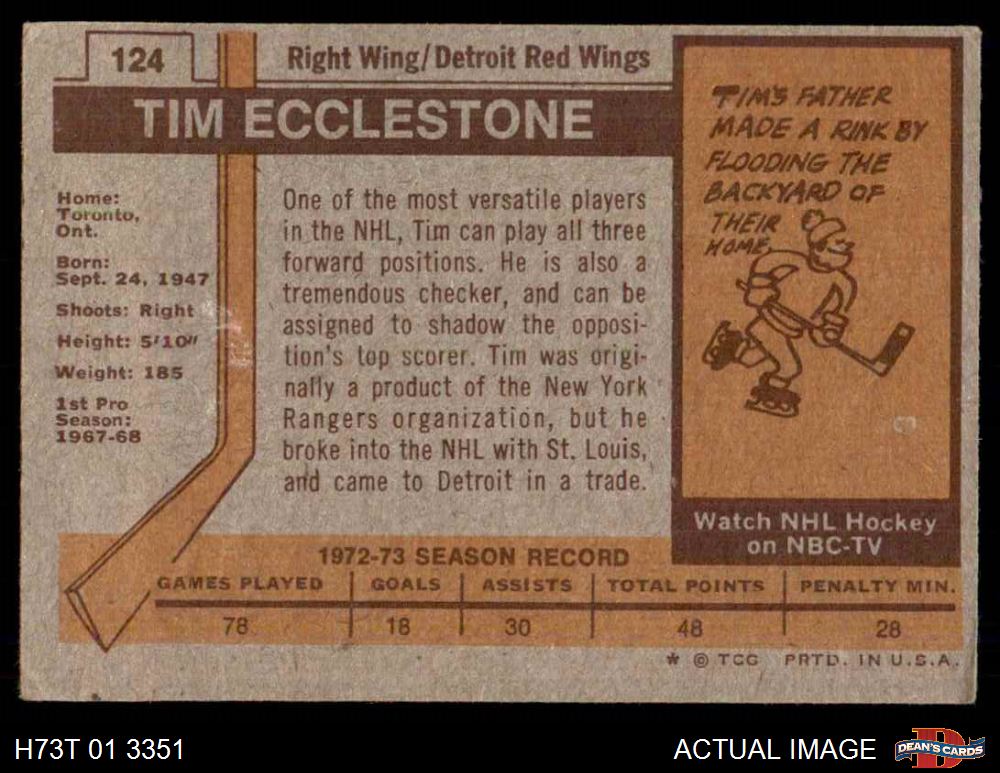 124
Right Wing/Detroit Red Wings
TIM ECCLESTONE
Home:
Toronto,
Ont.
Born:
Sept. 24, 1947
Shoots: Right
Height: 5'10"
Weight: 185
1st Pro
Season:
1967-68
One of the most versatile players
in the NHL, Tim can play all three
forward positions. He is also a
tremendous checker, and can be
assigned to shadow the opposi-
tion's top scorer. Tim was origi-
nally a product of the New York
Rangers organization, but he
broke into the NHL with St. Louis,
and came to Detroit in a trade.
TIM'S FATHER
MADE A RINK BY
FLOODING THE
BACKYARD OF
THEIR
HOME.
Watch NHL Hockey
on NBC-TV
1972-73 SEASON RECORD
GAMES PLAYED GOALS ASSISTS TOTAL POINTS PENALTY MIN.
78 18 30 48 28
* © TCG PRTD. IN U.S.A.
H73T 01 3351
ACTUAL IMAGE
D
DEAN'S CARDS